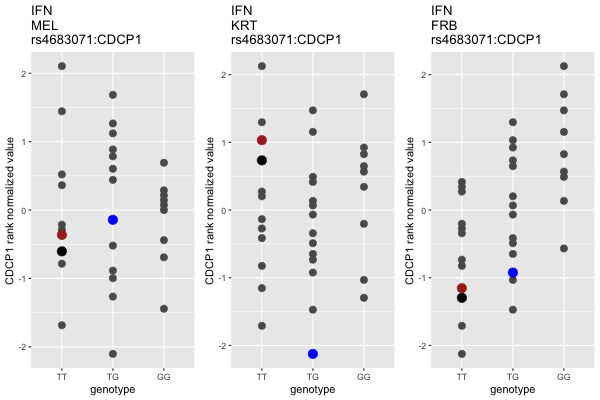 IFN
MEL
rs4683071:CDCP1
CDCP1 rank normalized value
2
1
0
-1
-2
TT TG GG
genotype
IFN
KRT
rs4683071:CDCP1
CDCP1 rank normalized value
2
1
0
-1
-2
TT TG GG
genotype
IFN
FRB
rs4683071:CDCP1
CDCP1 rank normalized value
2
1
0
-1
-2
TT TG GG
genotype